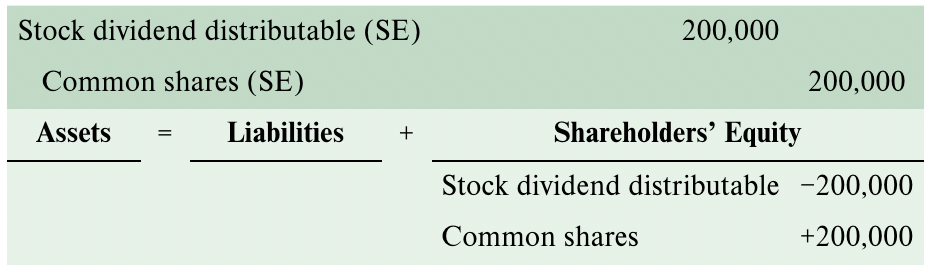 Stock dividend distributable (SE) 200,000
Common shares (SE) 200,000
Assets = Liabilities + Shareholders’ Equity
Stock dividend distributable −200,000
Common shares +200,000